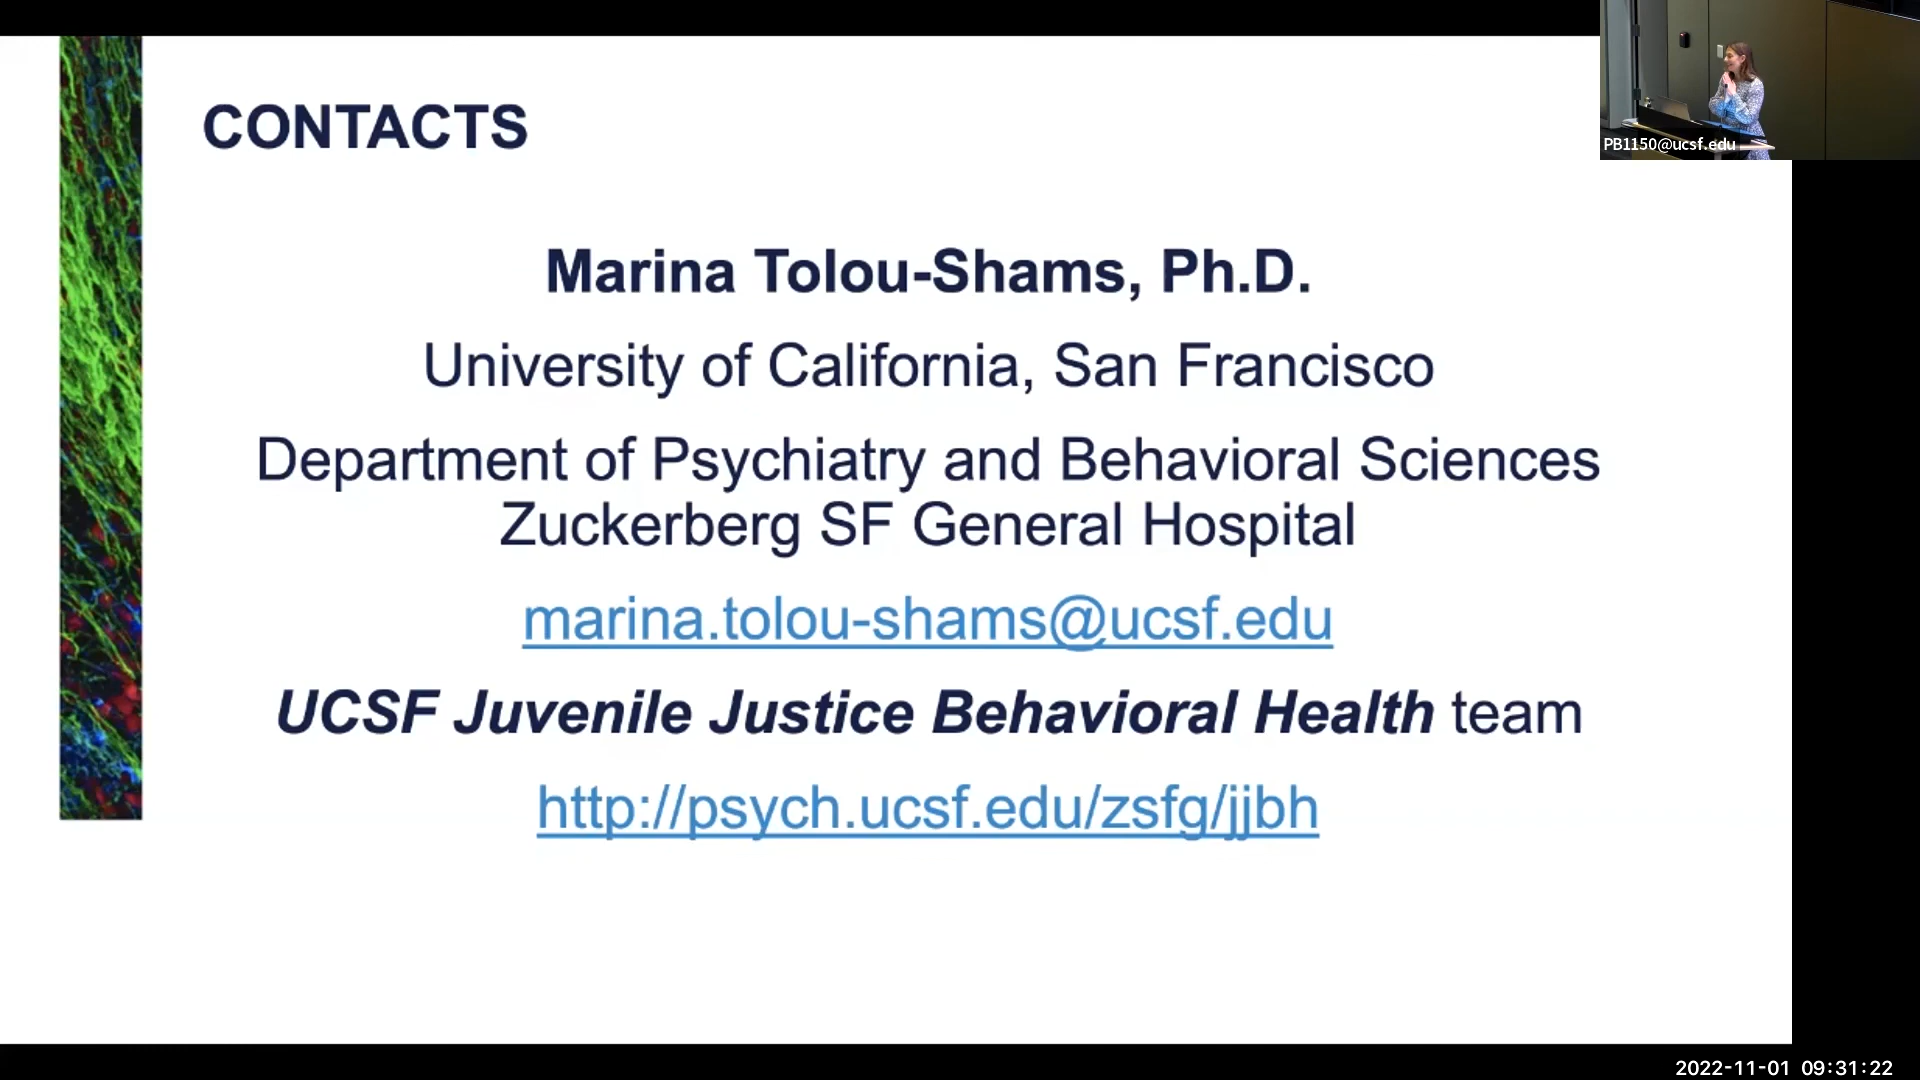 CONTACTS
Marina Tolou-Shams, Ph.D.
University of California, San Francisco
Department of Psychiatry and Behavioral Sciences
Zuckerberg SF General Hospital
marina.tolou-shams@ucsf.edu
UCSF Juvenile Justice Behavioral Health team
http://psych.ucsf.edu/zsfg/jjbh
PB1150@ucsf.edu
2022-11-01 09:31:22